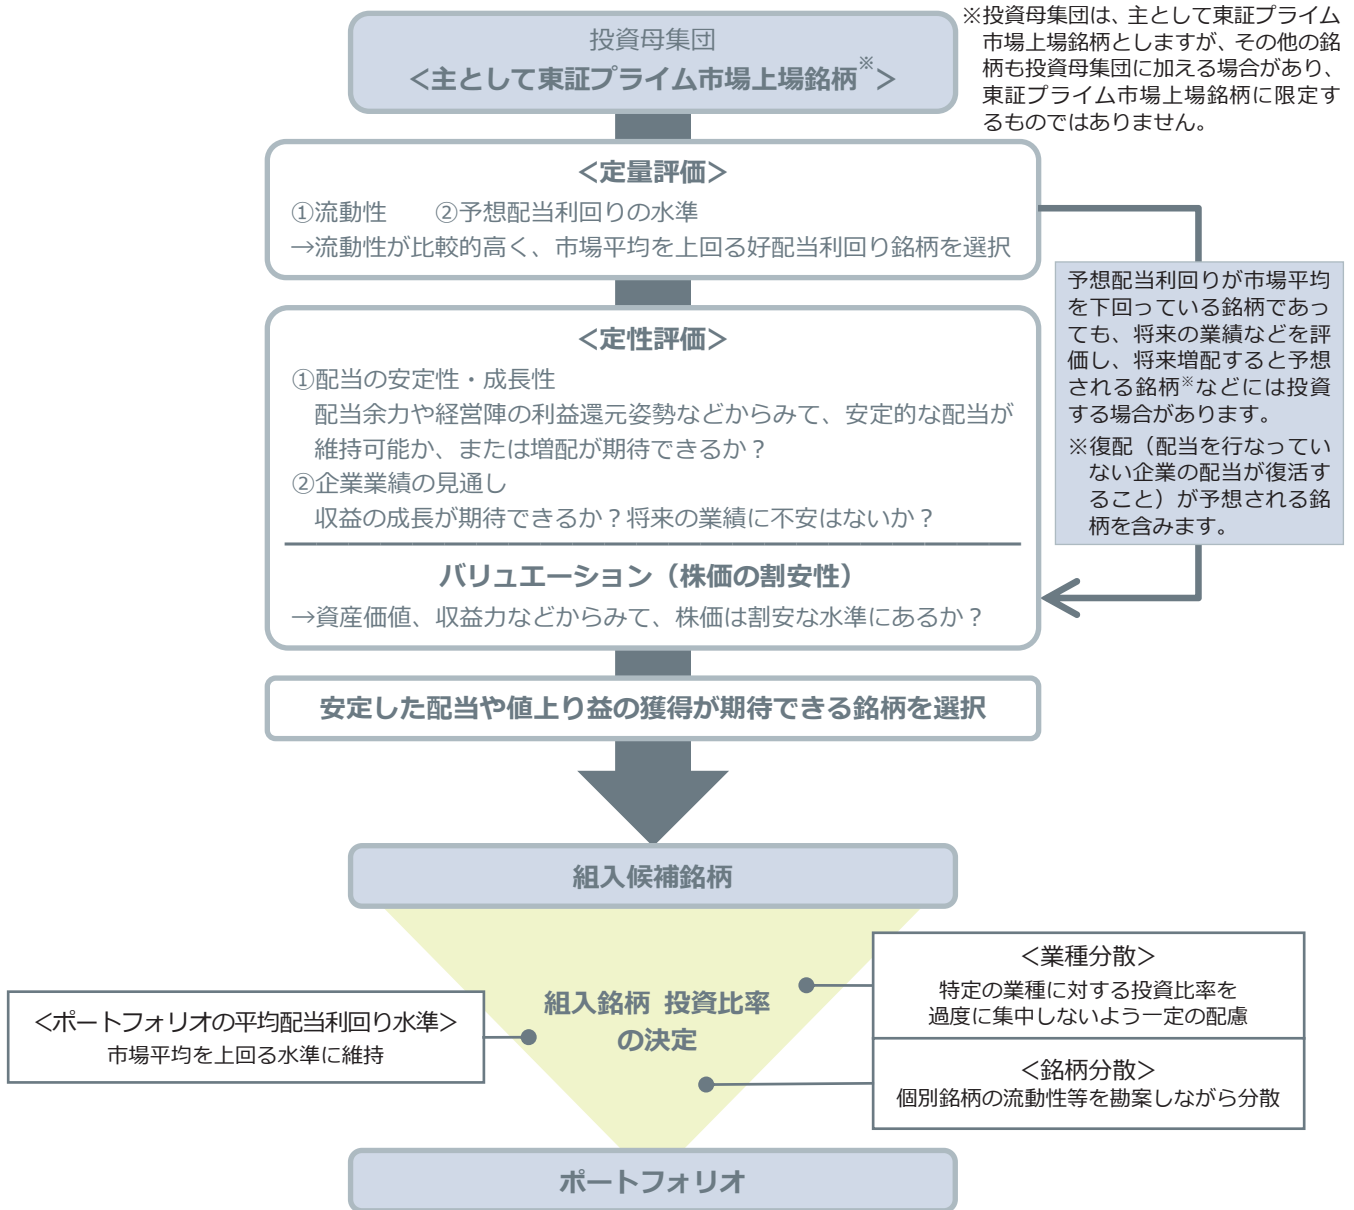 投資母集団
＜主として東証プライム市場上場銘柄※＞
※投資母集団は、主として東証プライム
市場上場銘柄としますが、その他の銘
柄も投資母集団に加える場合があり、
東証プライム市場上場銘柄に限定す
るものではありません。
＜定量評価＞
①流動性　　②予想配当利回りの水準
→流動性が比較的高く、市場平均を上回る好配当利回り銘柄を選択
予想配当利回りが市場平均
を下回っている銘柄であっ
ても、将来の業績などを評
価し、将来増配すると予想
される銘柄※などには投資
する場合があります。
※復配（配当を行なってい
ない企業の配当が復活す
ること）が予想される銘
柄を含みます。
＜定性評価＞
①配当の安定性・成長性
配当余力や経営陣の利益還元姿勢などからみて、安定的な配当が
維持可能か、または増配が期待できるか？
②企業業績の見通し
収益の成長が期待できるか？将来の業績に不安はないか？
バリュエーション（株価の割安性）
→資産価値、収益力などからみて、株価は割安な水準にあるか？
安定した配当や値上り益の獲得が期待できる銘柄を選択
組入候補銘柄
組入銘柄 投資比率
の決定
＜ポートフォリオの平均配当利回り水準＞
市場平均を上回る水準に維持
＜業種分散＞
特定の業種に対する投資比率を
過度に集中しないよう一定の配慮
＜銘柄分散＞
個別銘柄の流動性等を勘案しながら分散
ポートフォリオ